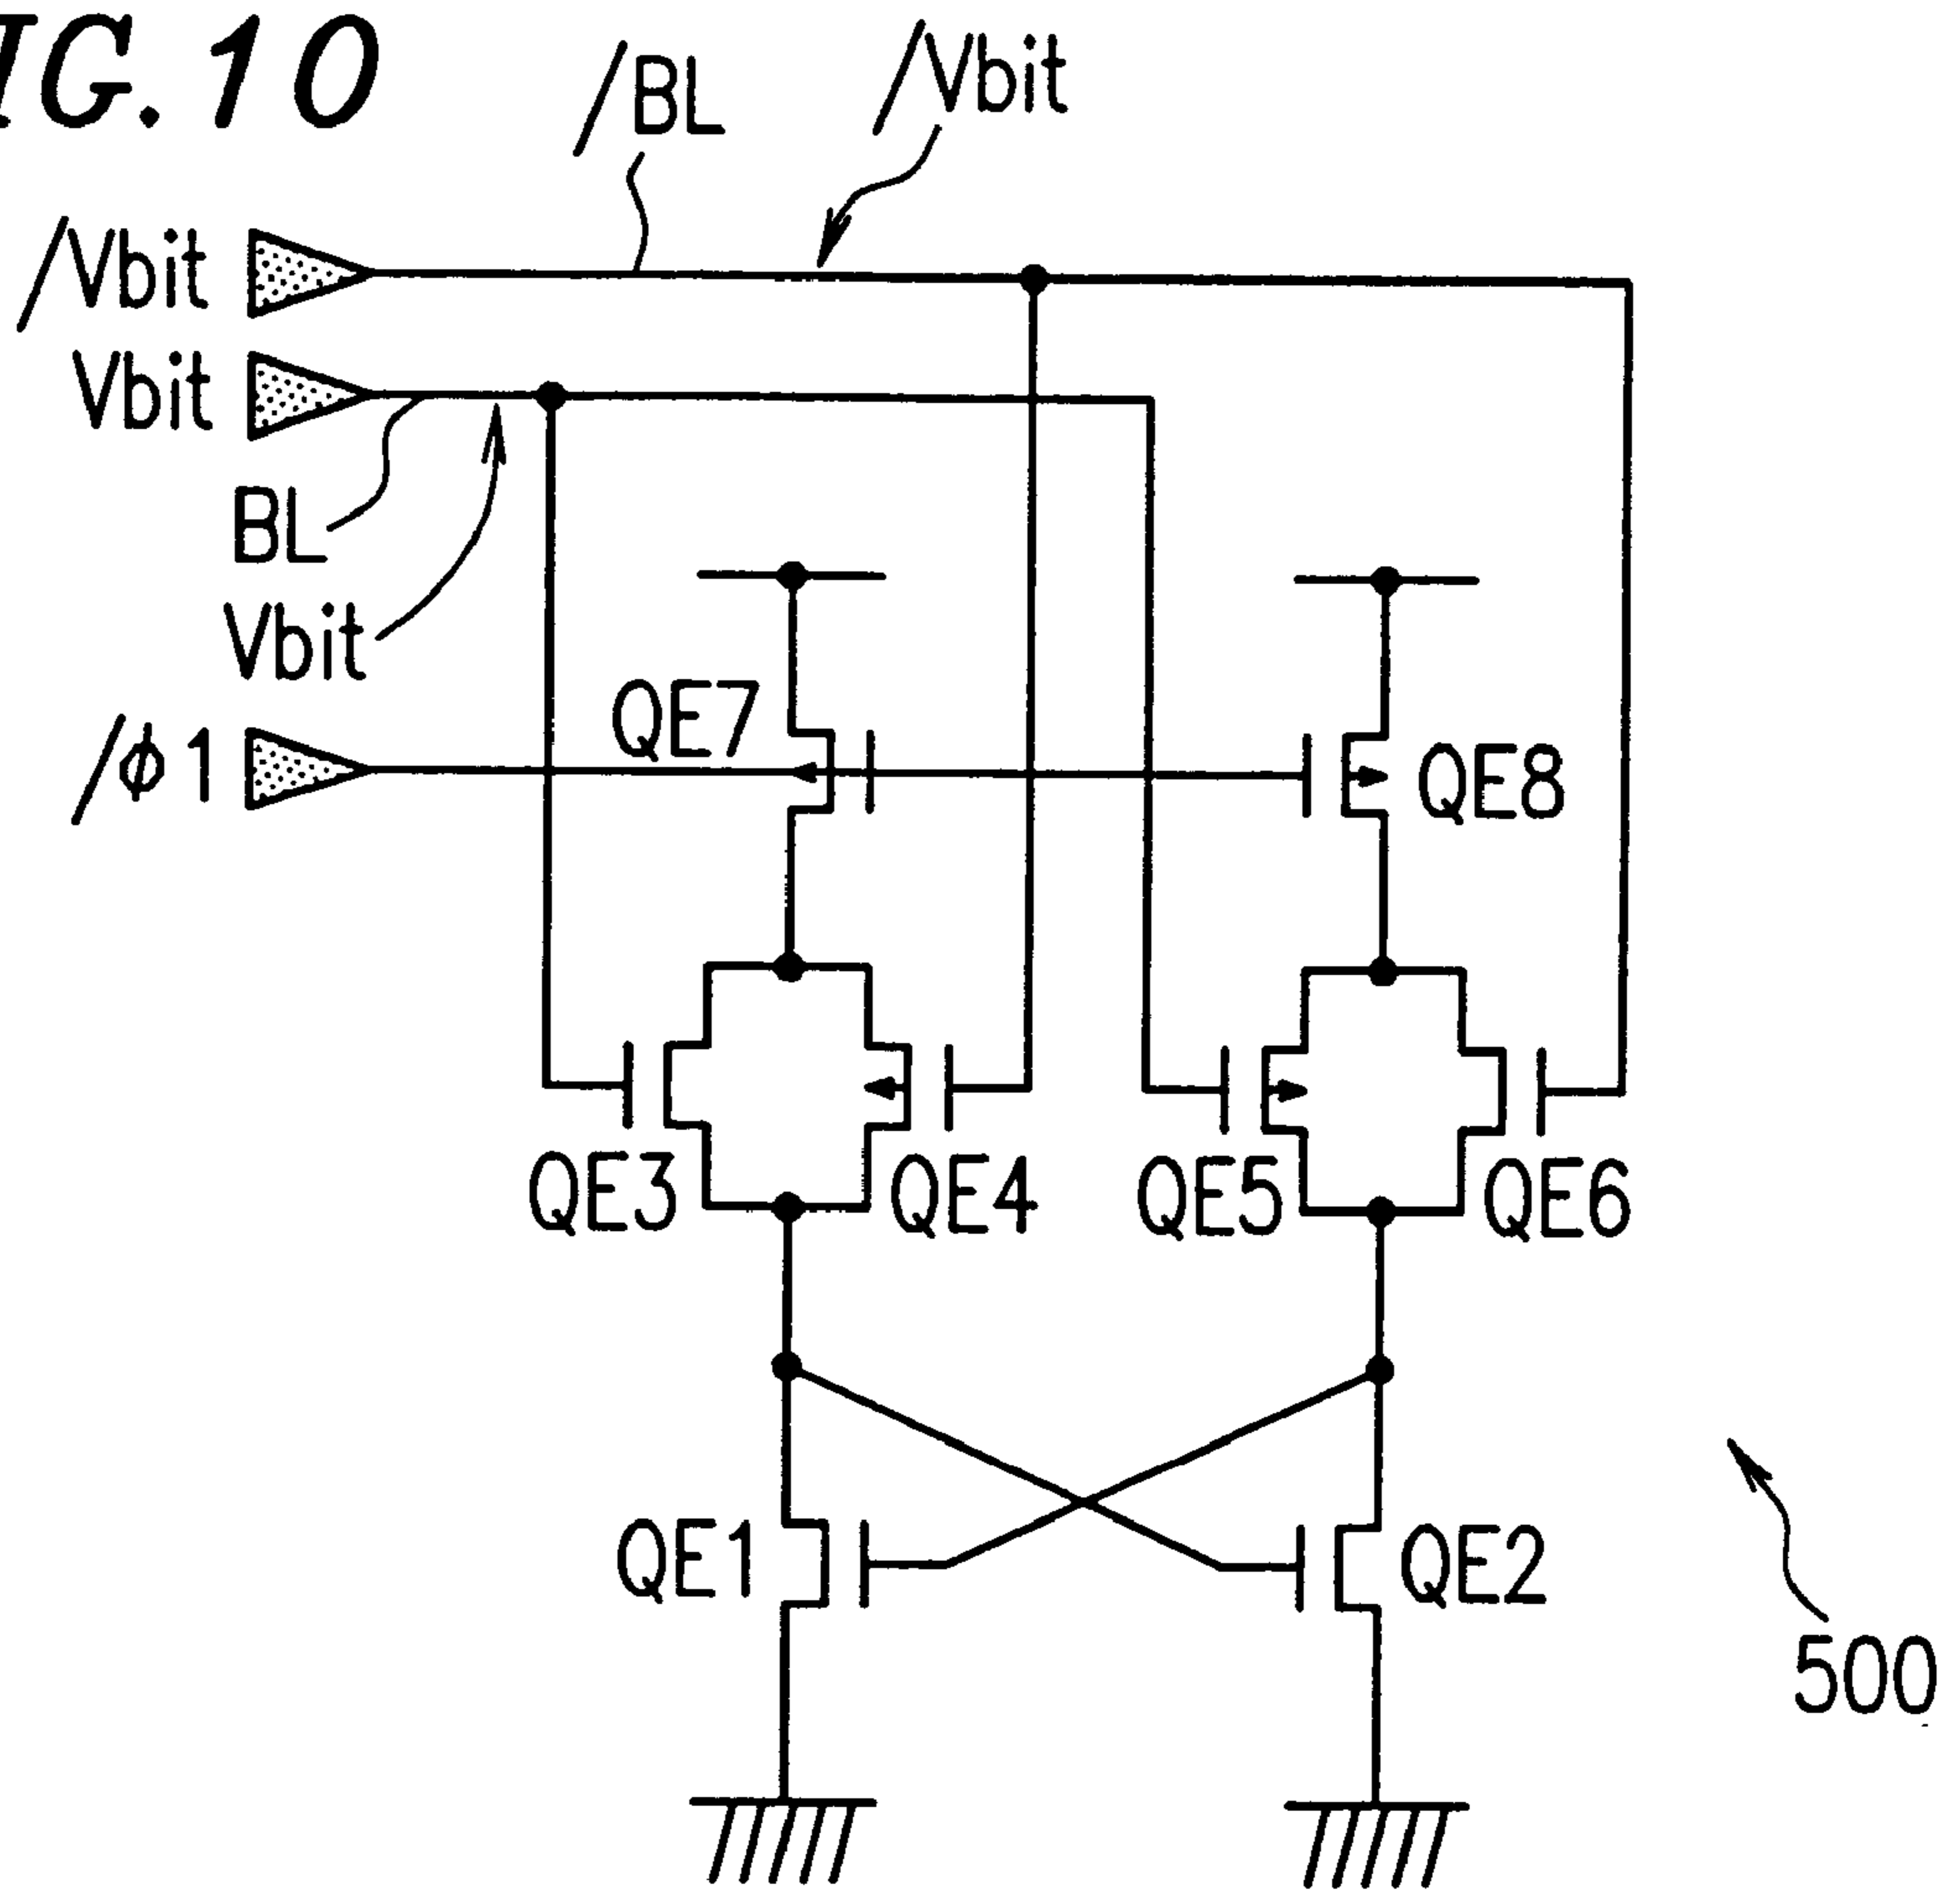 IG. 10
/BL
/Vbit
/Vbit
Vbit
BL
Vbit
/ϕ1
QE7
QE8
QE3
QE4
QE5
QE6
QE1
QE2
500